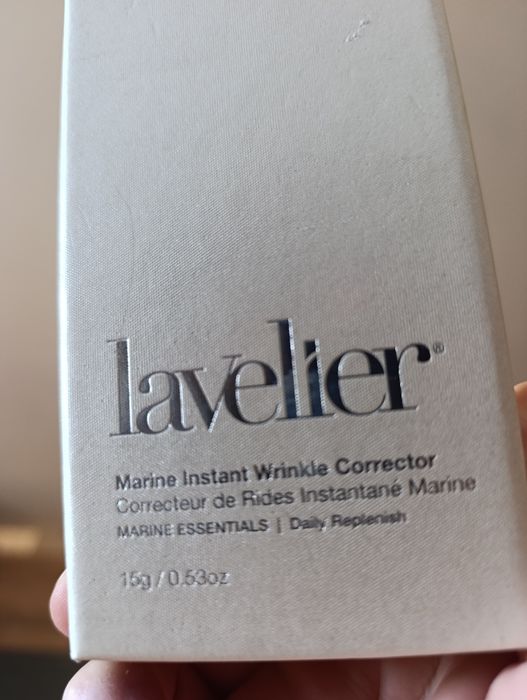 lavelier®
Marine Instant Wrinkle Corrector
Correcteur de Rides Instantané Marine
MARINE ESSENTIALS | Daily Replenish
15g / 0.53oz